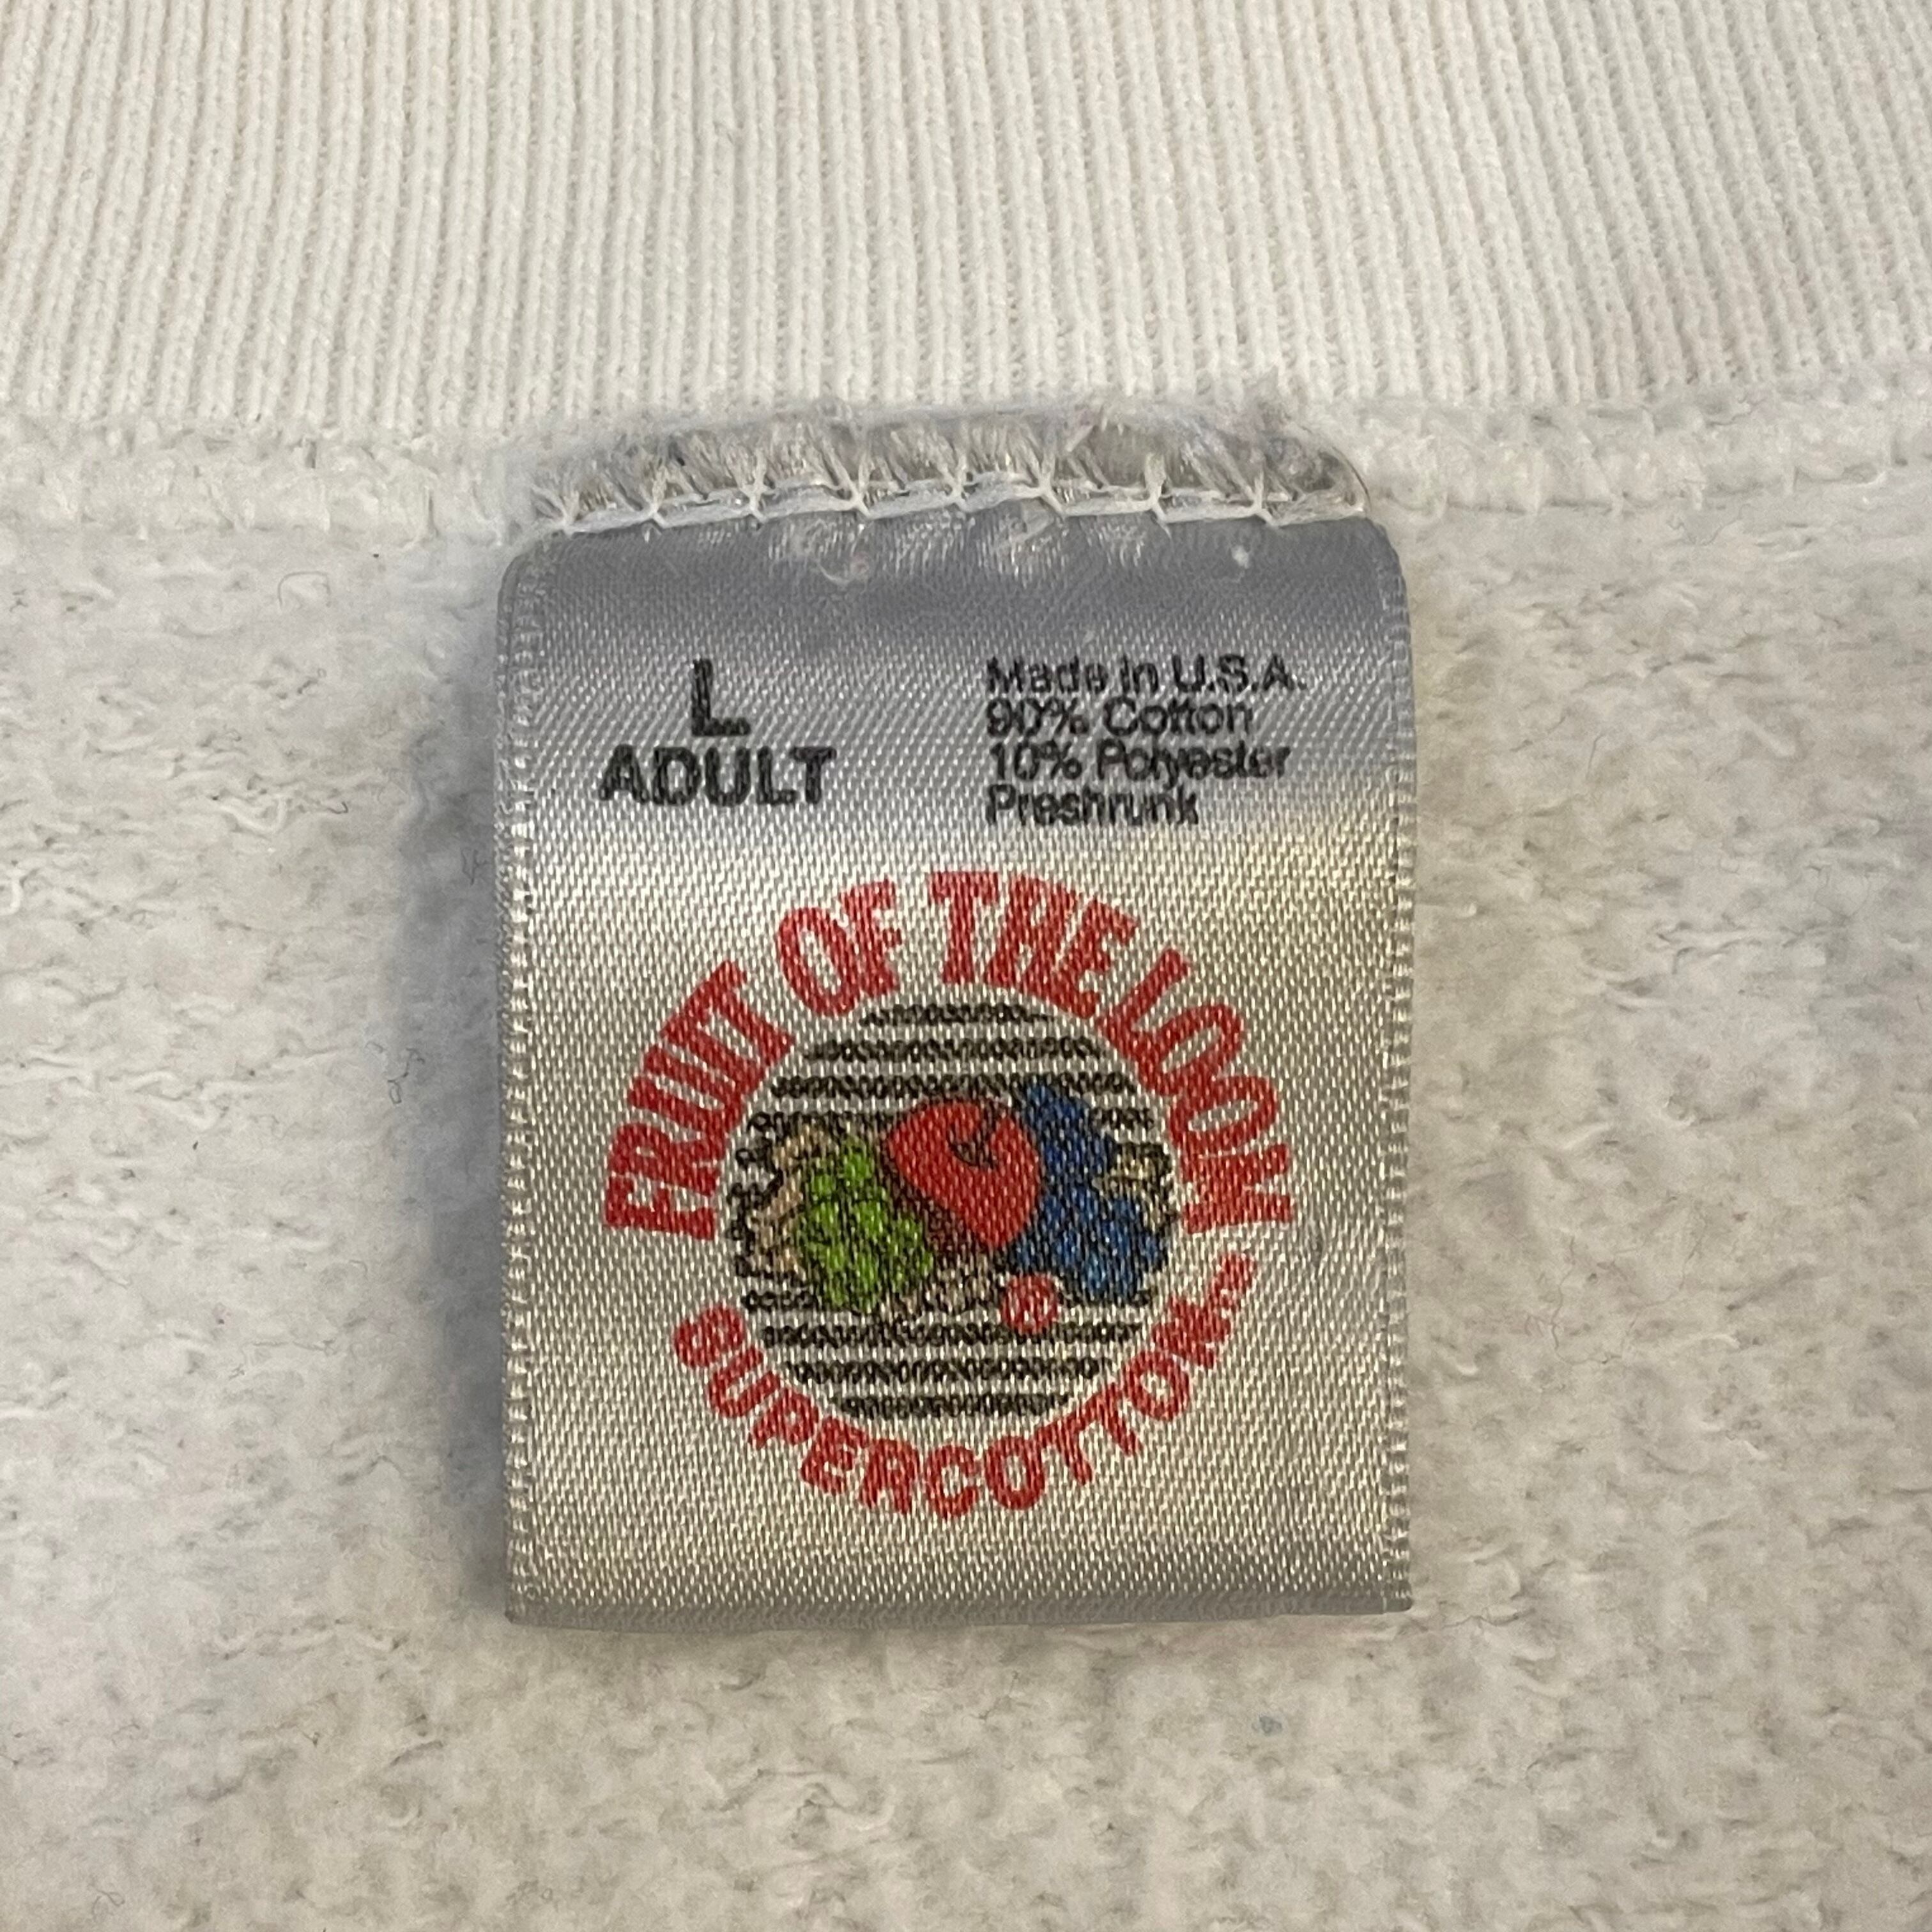 L
ADULT
Made in U.S.A.
90% Cotton
10% Polyester
Preshrunk
FRUIT OF THE LOOM
®
SUPERCOTTON